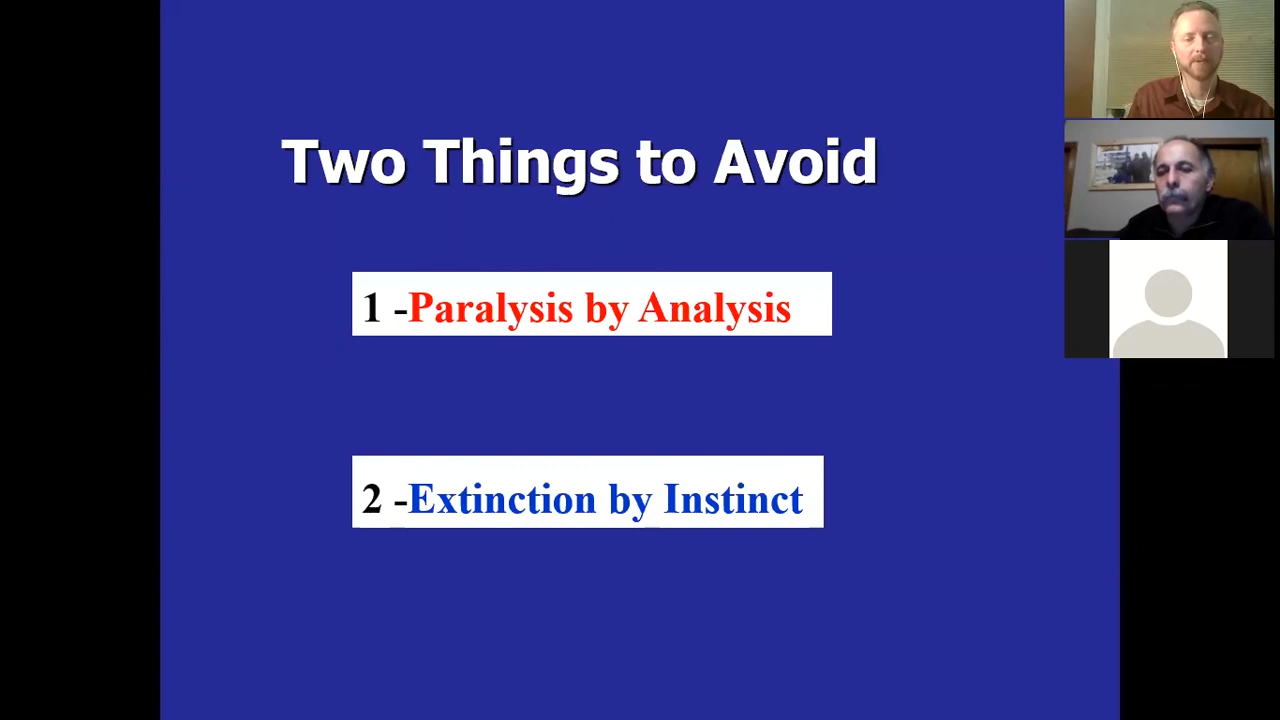 Two Things to Avoid
1 -Paralysis by Analysis
2 -Extinction by Instinct